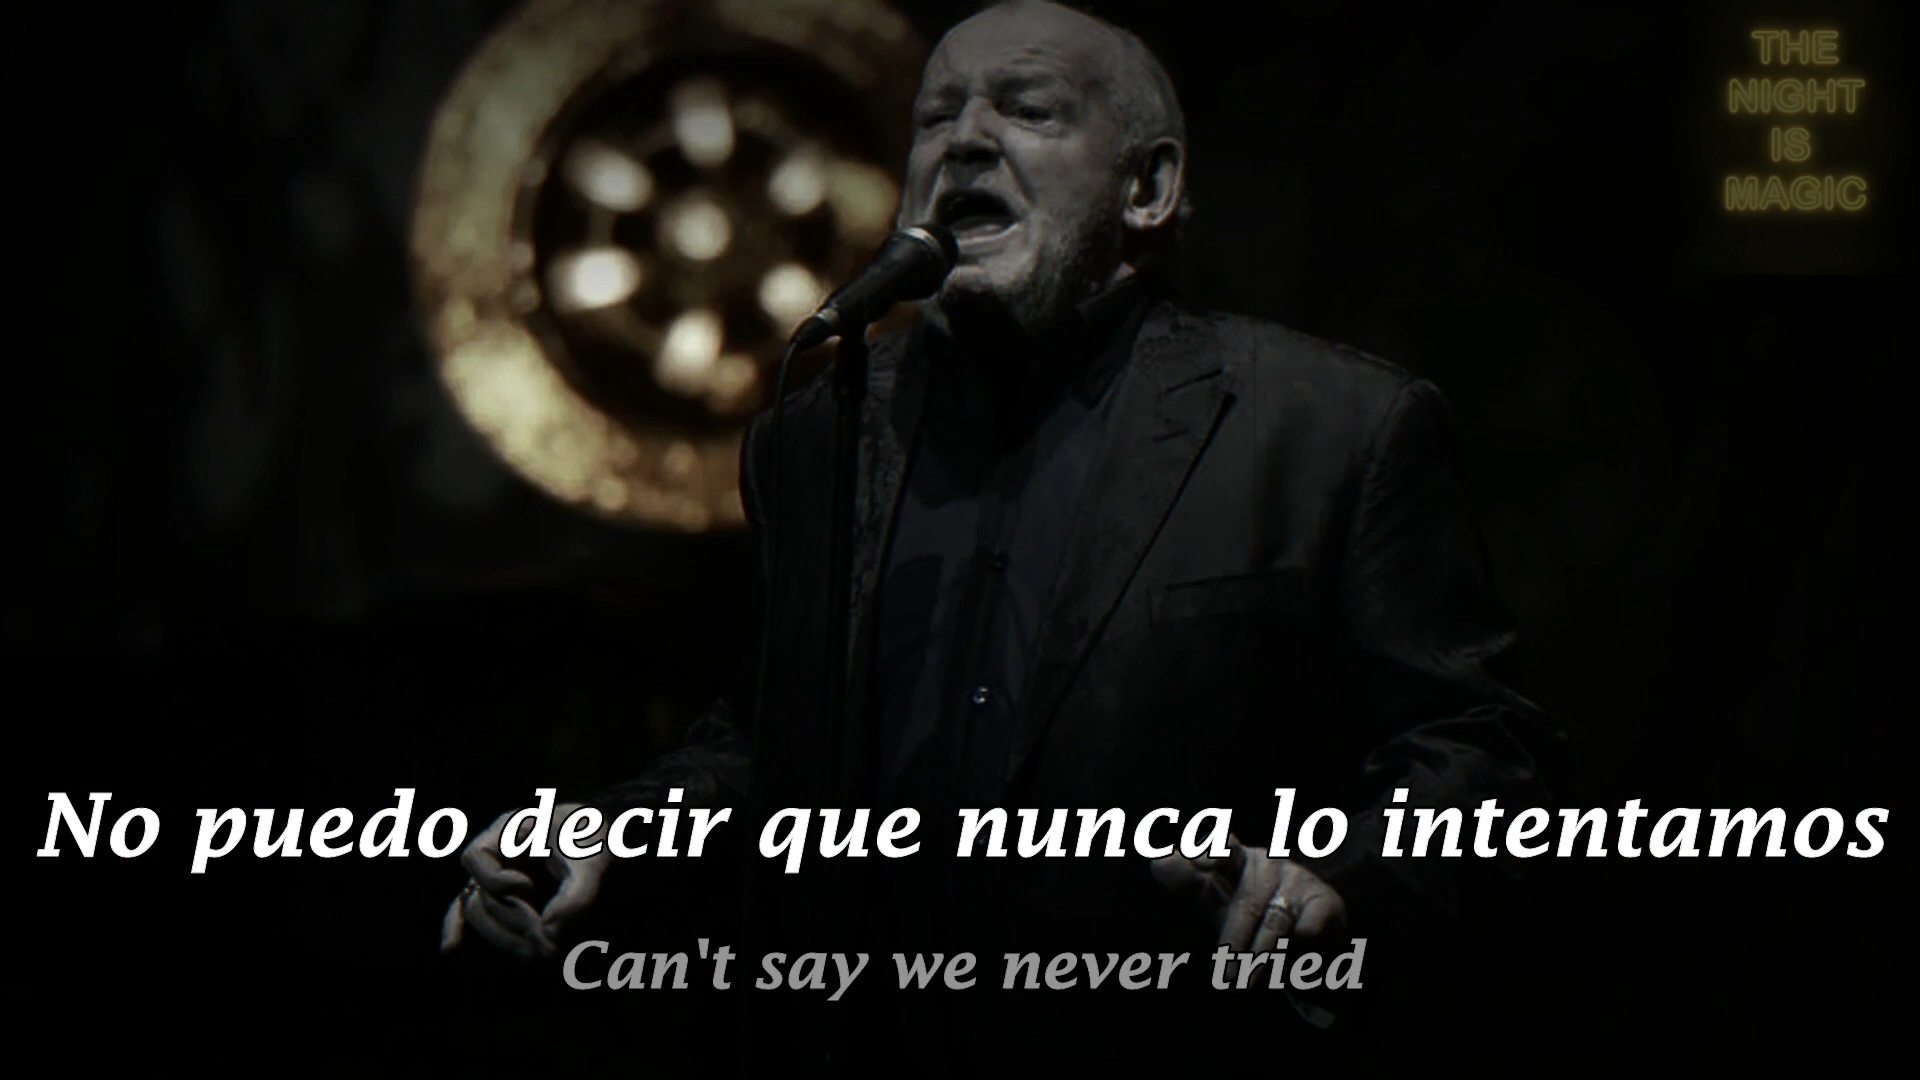 THE
NIGHT
IS
MAGIC
No puedo decir que nunca lo intentamos
Can't say we never tried